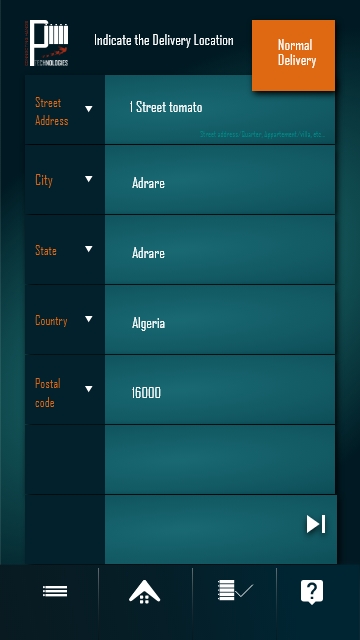 TECHNOLOGIES
Indicate the Delivery Location
Normal
Delivery
Street
Address
1 Street tomato
Street address/Quarter, appartement/villa, etc...
City
Adrare
State
Adrare
Country
Algeria
Postal
code
16000